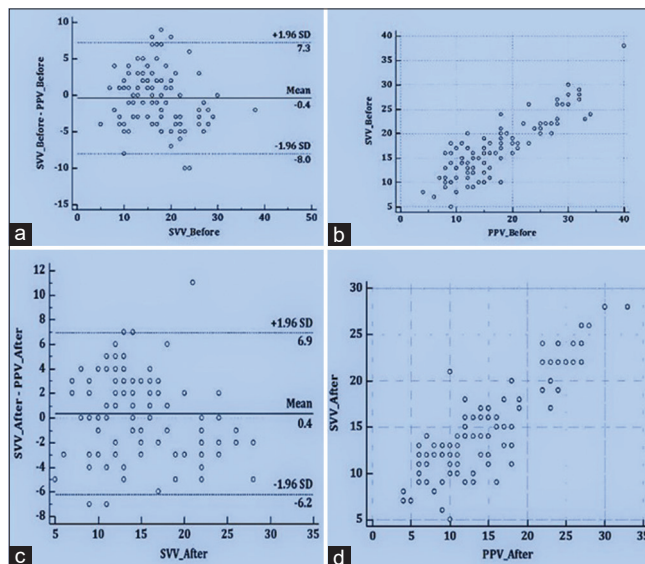 10
5
0
-5
-10
-15
+1.96 SD
7.3
Mean
-0.4
-1.96 SD
-8.0
0 10 20 30 40 50
SVV_Before - PPV_Before
SVV_Before
a
40
35
30
25
20
15
10
5
0 10 20 30 40
SVV_Before
PPV_Before
b
12
10
8
6
4
2
0
-2
-4
-6
-8
+1.96 SD
6.9
Mean
0.4
-1.96 SD
-6.2
5 10 15 20 25 30 35
SVV_After - PPV_After
SVV_After
c
30
25
20
15
10
5
0 5 10 15 20 25 30 35
SVV_After
PPV_After
d